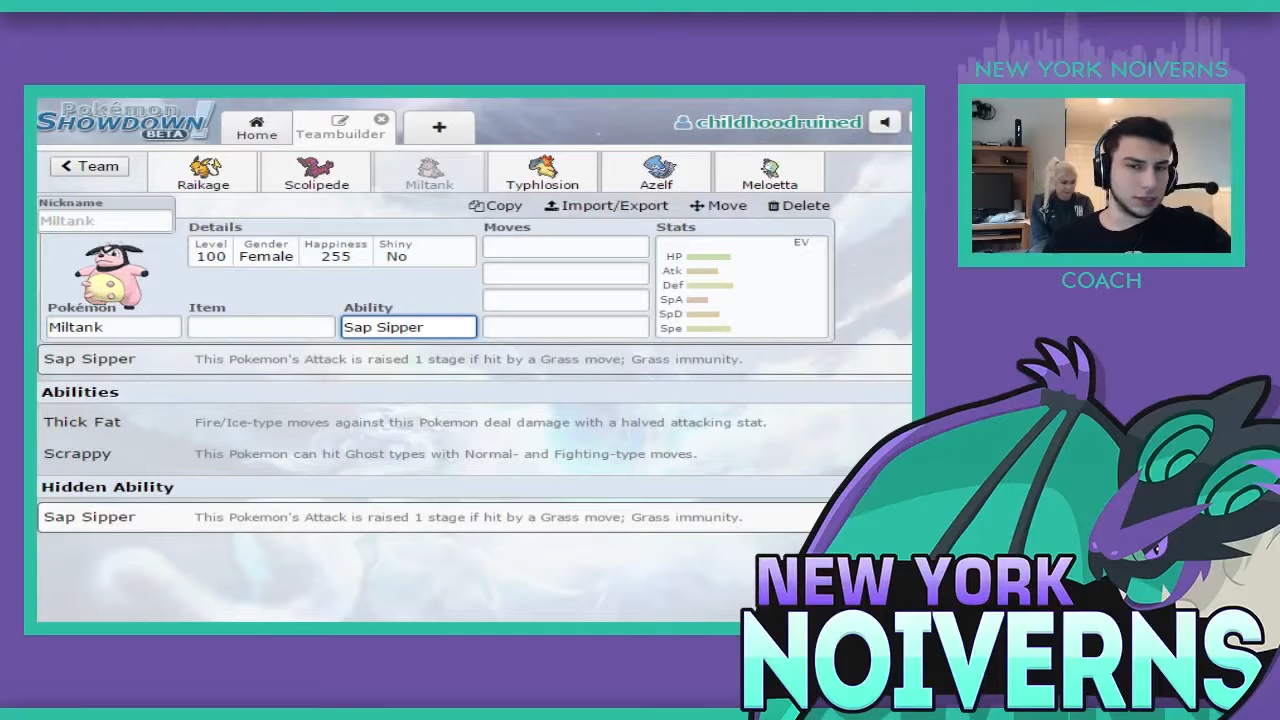 NEW YORK NOIVERNS
Pokémon
SHOWDOWN!
BETA
Home
Teambuilder
+
childhoodruined
< Team
Raikage
Scolipede
Miltank
Typhlosion
Azelf
Meloetta
Copy
Import/Export
Move
Delete
Nickname
Miltank
Details
Level
Gender
Happiness
Shiny
100
Female
255
No
Moves
Stats
EV
HP
Atk
Def
SpA
SpD
Spe
Pokémon
Item
Ability
Miltank
Sap Sipper
Sap Sipper This Pokemon's Attack is raised 1 stage if hit by a Grass move; Grass immunity.
Abilities
Thick Fat Fire/Ice-type moves against this Pokemon deal damage with a halved attacking stat.
Scrappy This Pokemon can hit Ghost types with Normal- and Fighting-type moves.
Hidden Ability
Sap Sipper This Pokemon's Attack is raised 1 stage if hit by a Grass move; Grass immunity.
COACH
NEW YORK
NOIVERNS